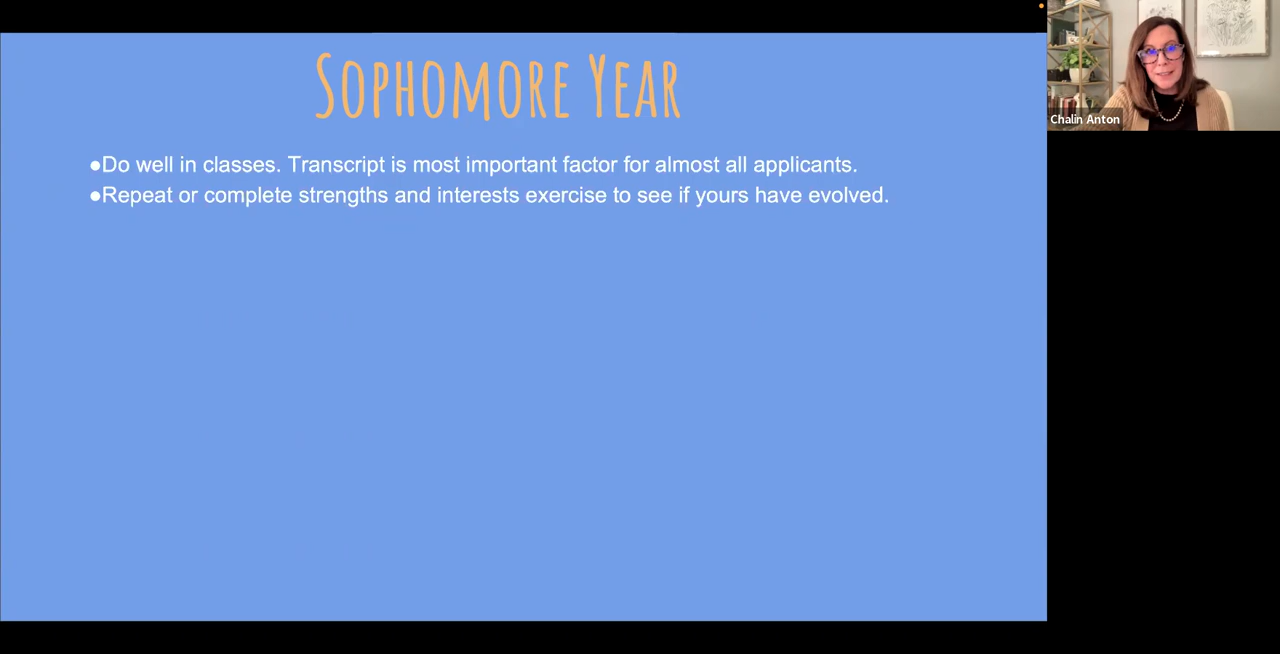 Sophomore Year
●Do well in classes. Transcript is most important factor for almost all applicants.
●Repeat or complete strengths and interests exercise to see if yours have evolved.
Chalin Anton